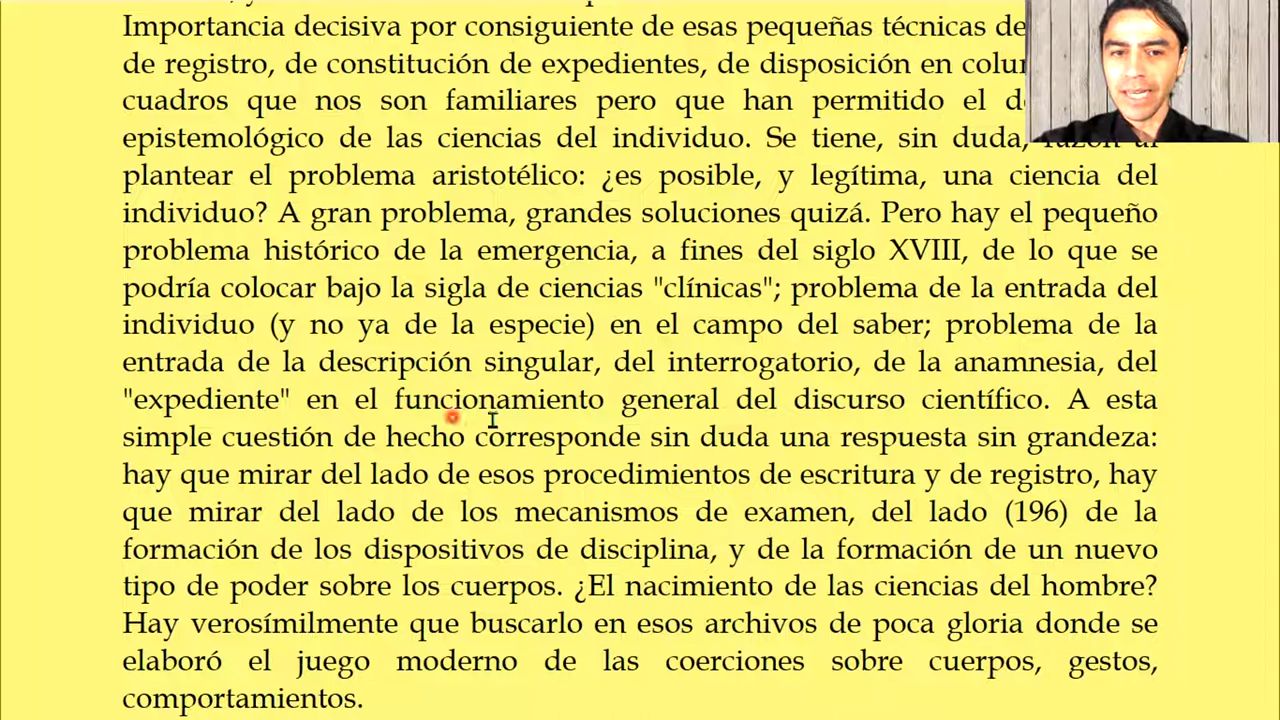 Importancia decisiva por consiguiente de esas pequeñas técnicas de
de registro, de constitución de expedientes, de disposición en
cuadros que nos son familiares pero que han permitido el
epistemológico de las ciencias del individuo. Se tiene, sin duda, razón al
plantear el problema aristotélico: ¿es posible, y legítima, una ciencia del
individuo? A gran problema, grandes soluciones quizá. Pero hay el pequeño
problema histórico de la emergencia, a fines del siglo XVIII, de lo que se
podría colocar bajo la sigla de ciencias "clínicas"; problema de la entrada del
individuo (y no ya de la especie) en el campo del saber; problema de la
entrada de la descripción singular, del interrogatorio, de la anamnesia, del
"expediente" en el funcionamiento general del discurso científico. A esta
simple cuestión de hecho corresponde sin duda una respuesta sin grandeza:
hay que mirar del lado de esos procedimientos de escritura y de registro, hay
que mirar del lado de los mecanismos de examen, del lado (196) de la
formación de los dispositivos de disciplina, y de la formación de un nuevo
tipo de poder sobre los cuerpos. ¿El nacimiento de las ciencias del hombre?
Hay verosímilmente que buscarlo en esos archivos de poca gloria donde se
elaboró el juego moderno de las coerciones sobre cuerpos, gestos,
comportamientos.